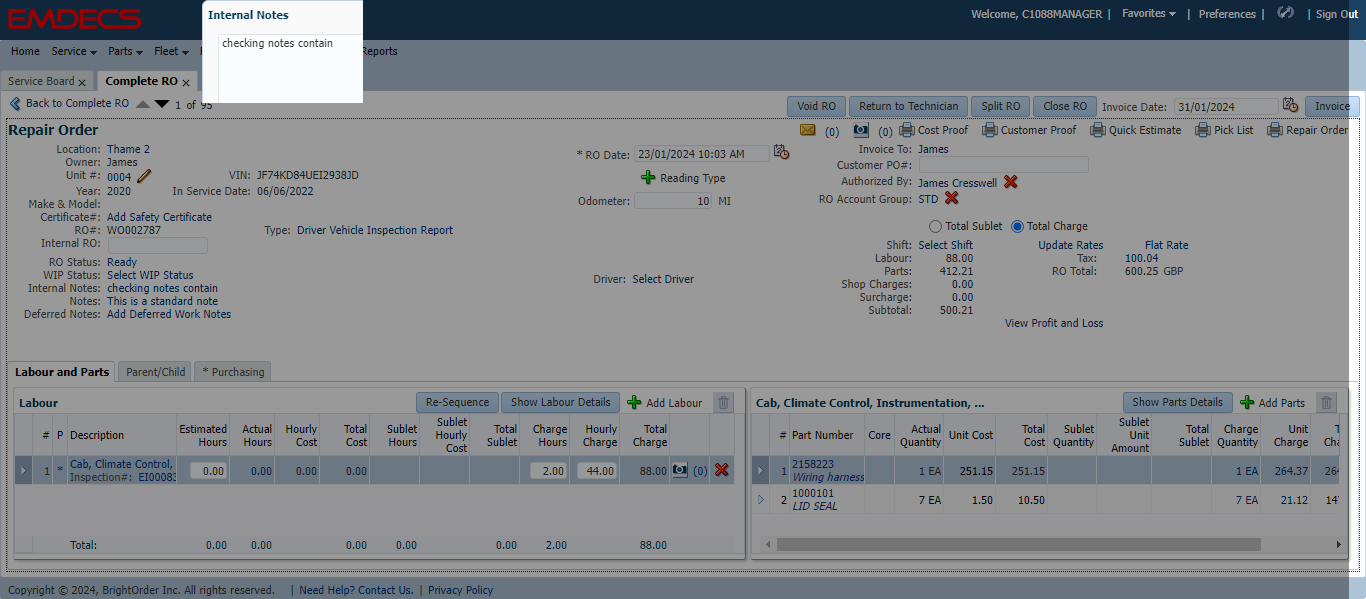 EMDECS
Internal Notes
checking notes contain
Welcome, C1088MANAGER | Favorites | Preferences | Sign Out
Home Service Parts Fleet Reports
Service Board x Complete RO x
Back to Complete RO 1 of 95
Void RO Return to Technician Split RO Close RO Invoice Date: 31/01/2024 Invoice
Repair Order
(0) (0) Cost Proof Customer Proof Quick Estimate Pick List Repair Order
Location: Thame 2
Owner: James
Unit #: 0004 VIN: JF74KD84UEI2938JD
Year: 2020 In Service Date: 06/06/2022
Make & Model:
Certificate#: Add Safety Certificate
RO#: WO002787 Type: Driver Vehicle Inspection Report
Internal RO:
RO Status: Ready
WIP Status: Select WIP Status
Internal Notes: checking notes contain
Notes: This is a standard note
Deferred Notes: Add Deferred Work Notes
Driver: Select Driver
* RO Date: 23/01/2024 10:03 AM
Reading Type
Odometer: 10 MI
Invoice To: James
Customer PO#:
Authorized By: James Cresswell
RO Account Group: STD
Total Sublet Total Charge
Shift: Select Shift Update Rates Flat Rate
Labour: 88.00 Tax: 100.04
Parts: 412.21 RO Total: 600.25 GBP
Shop Charges: 0.00
Surcharge: 0.00
Subtotal: 500.21
View Profit and Loss
Labour and Parts Parent/Child * Purchasing
Labour Re-Sequence Show Labour Details Add Labour
# P Description Estimated Hours Actual Hours Hourly Cost Total Cost Sublet Hours Sublet Hourly Cost Total Sublet Charge Hours Hourly Charge Total Charge
1 * Cab, Climate Control, 0.00 0.00 0.00 0.00 2.00 44.00 88.00 (0)
Inspection#: EI00083
Total: 0.00 0.00 0.00 0.00 0.00 2.00 88.00
Cab, Climate Control, Instrumentation, ... Show Parts Details Add Parts
# Part Number Core Actual Quantity Unit Cost Total Cost Sublet Quantity Sublet Unit Amount Total Sublet Charge Quantity Unit Charge
1 2158223 1 EA 251.15 251.15 1 EA 264.37 264
Wiring harness
2 1000101 7 EA 1.50 10.50 7 EA 21.12
LID SEAL
Copyright © 2024, BrightOrder Inc. All rights reserved. | Need Help? Contact Us. | Privacy Policy